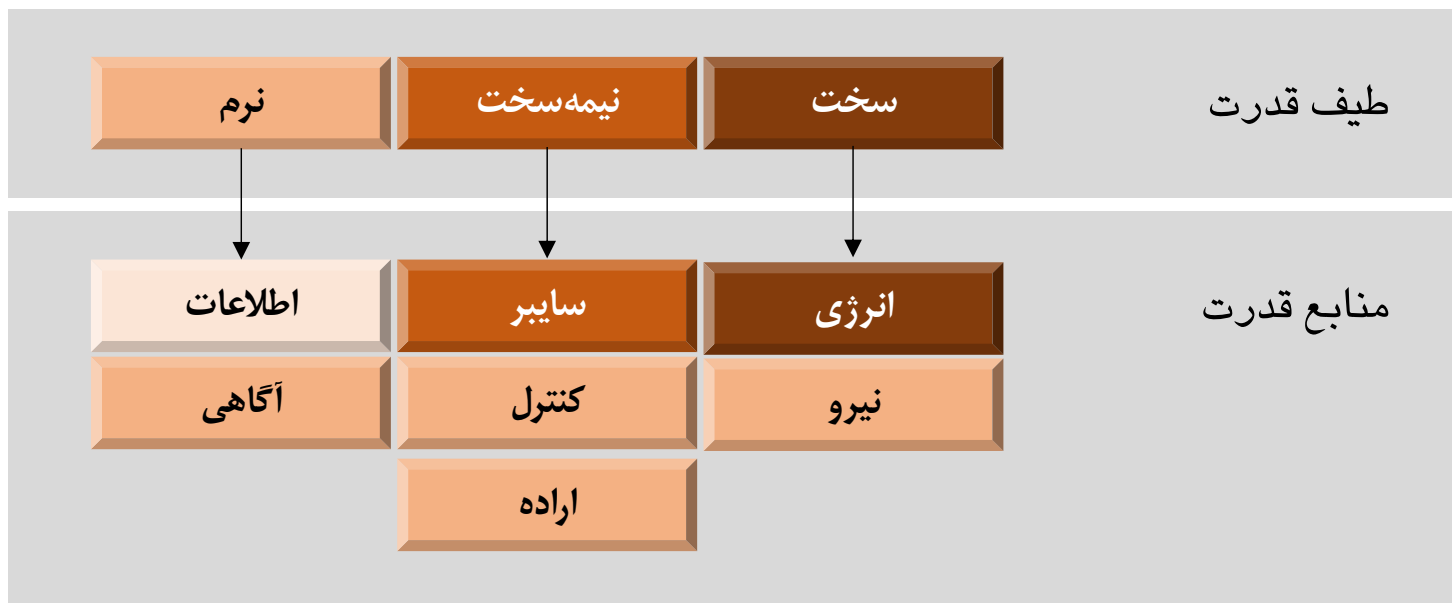 طیف قدرت
سخت
نیمه‌سخت
نرم
منابع قدرت
انرژی
سایبر
اطلاعات
نیرو
کنترل
آگاهی
اراده